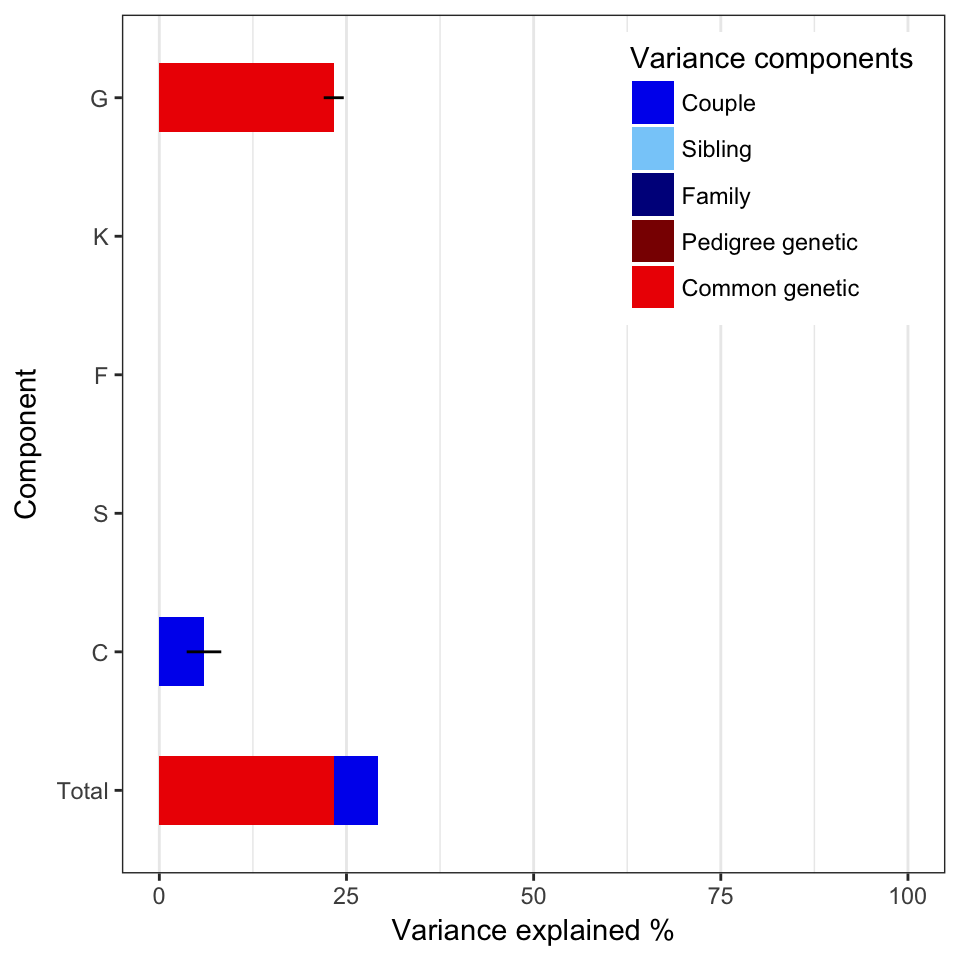 Variance components
Couple
Sibling
Family
Pedigree genetic
Common genetic
G
K
F
S
C
Total
Component
0 25 50 75 100
Variance explained %